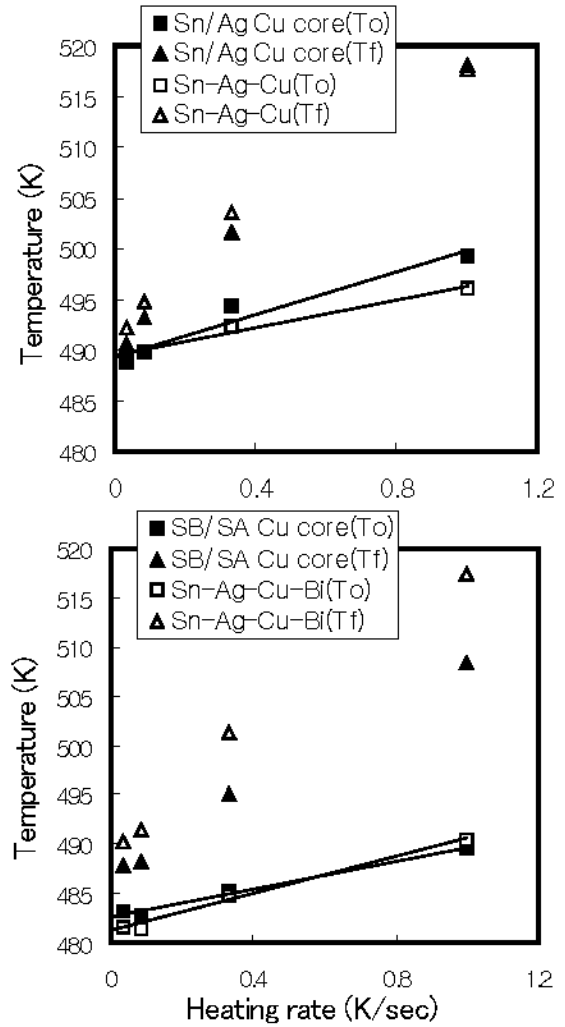 Sn/Ag Cu core(To)
Sn/Ag Cu core(Tf)
Sn-Ag-Cu(To)
Sn-Ag-Cu(Tf)
520
515
510
505
500
495
490
485
480
Temperature (K)
0 0.4 0.8 1.2
SB/SA Cu core(To)
SB/SA Cu core(Tf)
Sn-Ag-Cu-Bi(To)
Sn-Ag-Cu-Bi(Tf)
520
515
510
505
500
495
490
485
480
Temperature (K)
0 0.4 0.8 1.2
Heating rate (K/sec)